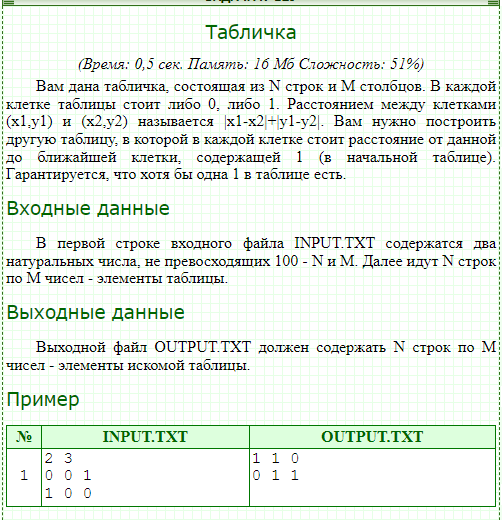 Табличка
(Время: 0,5 сек. Память: 16 Мб Сложность: 51%)
Вам дана табличка, состоящая из N строк и M столбцов. В каждой
клетке таблицы стоит либо 0, либо 1. Расстоянием между клетками
(x1,y1) и (x2,y2) называется |x1-x2|+|y1-y2|. Вам нужно построить
другую таблицу, в которой в каждой клетке стоит расстояние от данной
до ближайшей клетки, содержащей 1 (в начальной таблице).
Гарантируется, что хотя бы одна 1 в таблице есть.
Входные данные
В первой строке входного файла INPUT.TXT содержатся два
натуральных числа, не превосходящих 100 - N и M. Далее идут N строк
по M чисел - элементы таблицы.
Выходные данные
Выходной файл OUTPUT.TXT должен содержать N строк по M
чисел - элементы искомой таблицы.
Пример
№ INPUT.TXT OUTPUT.TXT
1
2 3
0 0 1
1 0 0
1 1 0
0 1 1